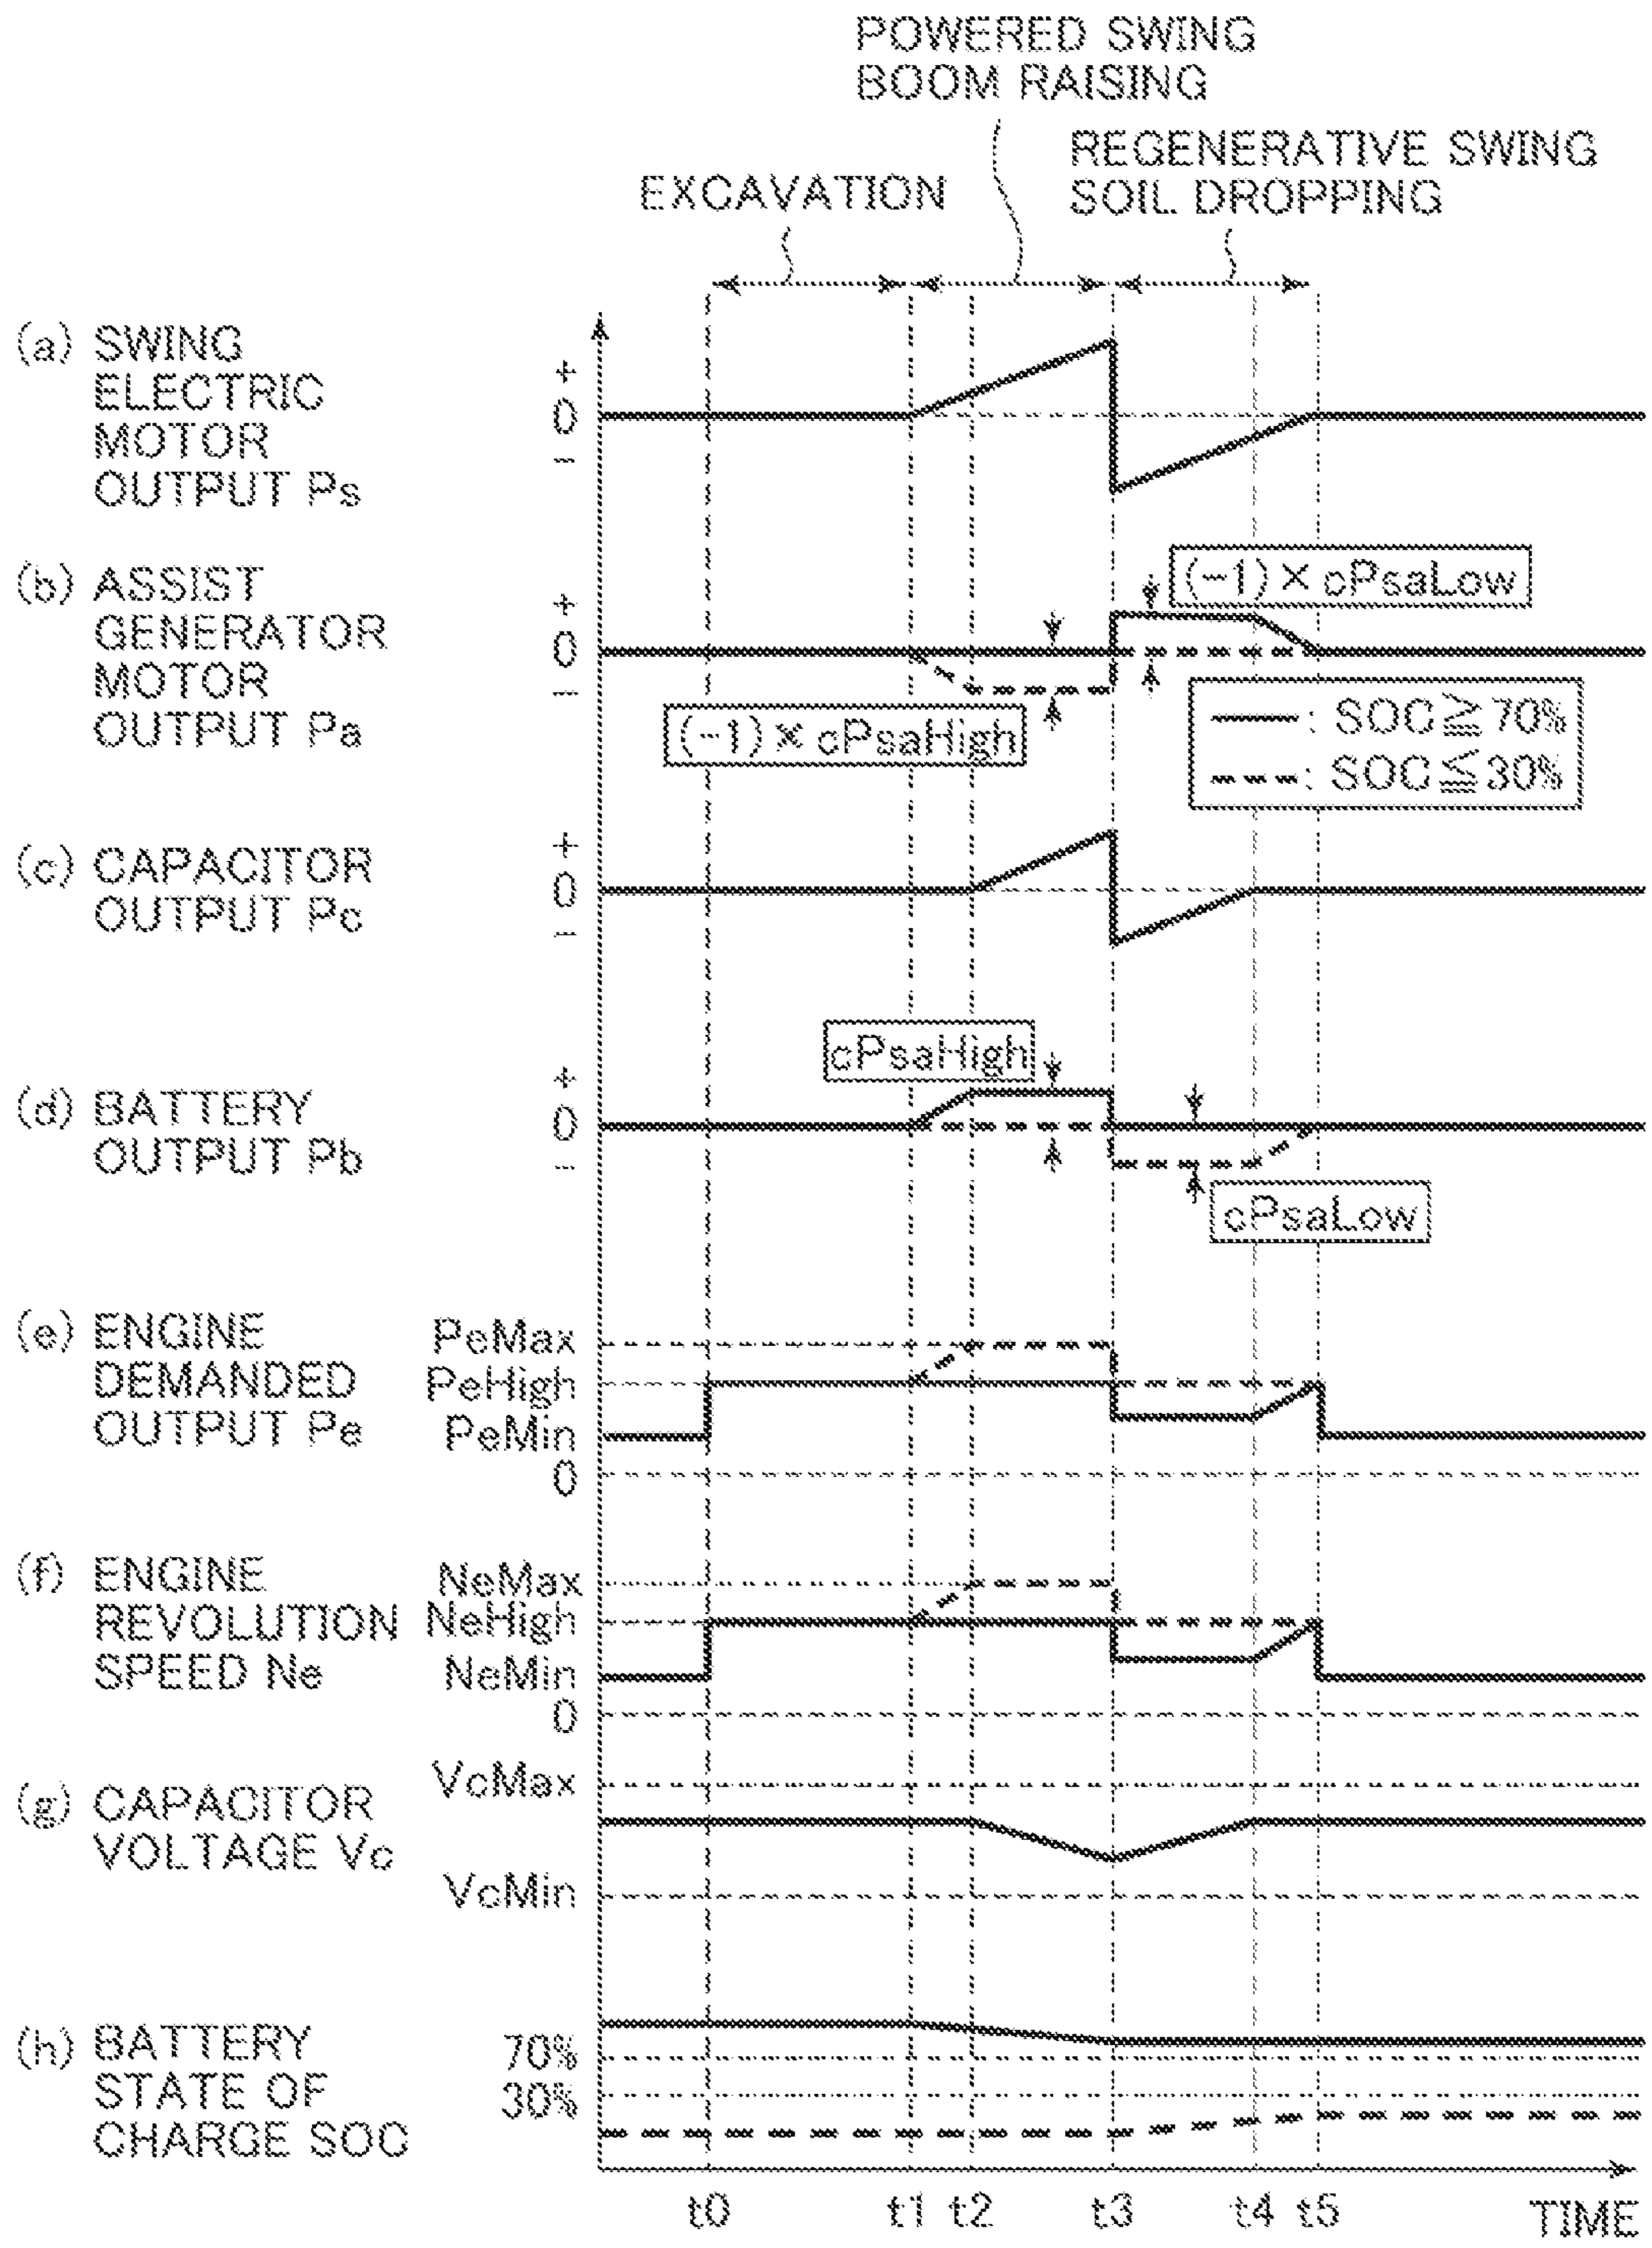 POWERED SWING
BOOM RAISING
REGENERATIVE SWING
SOIL DROPPING
EXCAVATION
(a) SWING
ELECTRIC
MOTOR
OUTPUT Ps
+
0
−
(b) ASSIST
GENERATOR
MOTOR
OUTPUT Pa
+
0
−
(−1)×cPsaLow
(−1)×cPsaHigh
: SOC≧70%
: SOC≦30%
(c) CAPACITOR
OUTPUT Pc
+
0
−
(d) BATTERY
OUTPUT Pb
+
0
−
cPsaHigh
cPsaLow
(e) ENGINE
DEMANDED
OUTPUT Pe
PeMax
PeHigh
PeMin
0
(f) ENGINE
REVOLUTION
SPEED Ne
NeMax
NeHigh
NeMin
0
(g) CAPACITOR
VOLTAGE Vc
VcMax
VcMin
(h) BATTERY
STATE OF
CHARGE SOC
70%
30%
t0 t1 t2 t3 t4 t5 TIME